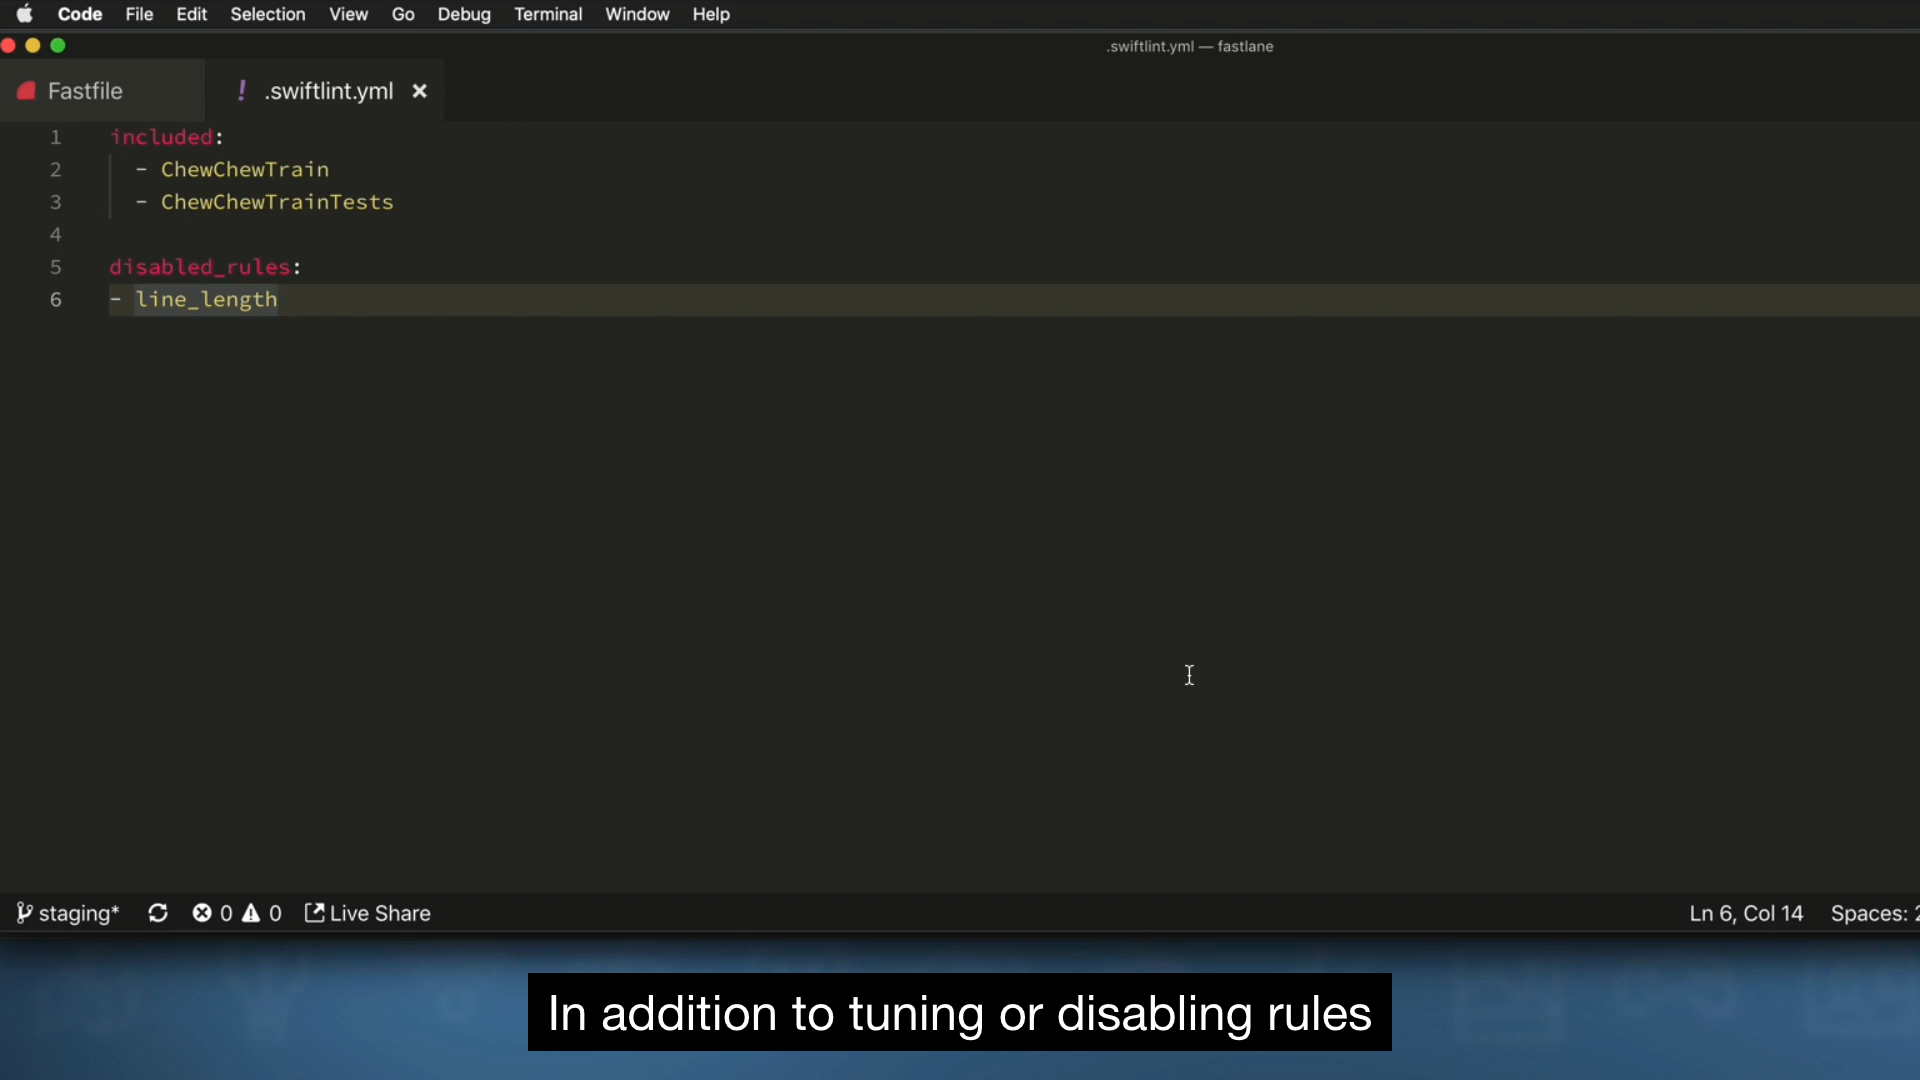 Code File Edit Selection View Go Debug Terminal Window Help
.swiftlint.yml — fastlane
Fastfile ! .swiftlint.yml ×
1 included:
2 - ChewChewTrain
3 - ChewChewTrainTests
4
5 disabled_rules:
6 - line_length
staging* 0 0 Live Share Ln 6, Col 14 Spaces: 2
In addition to tuning or disabling rules